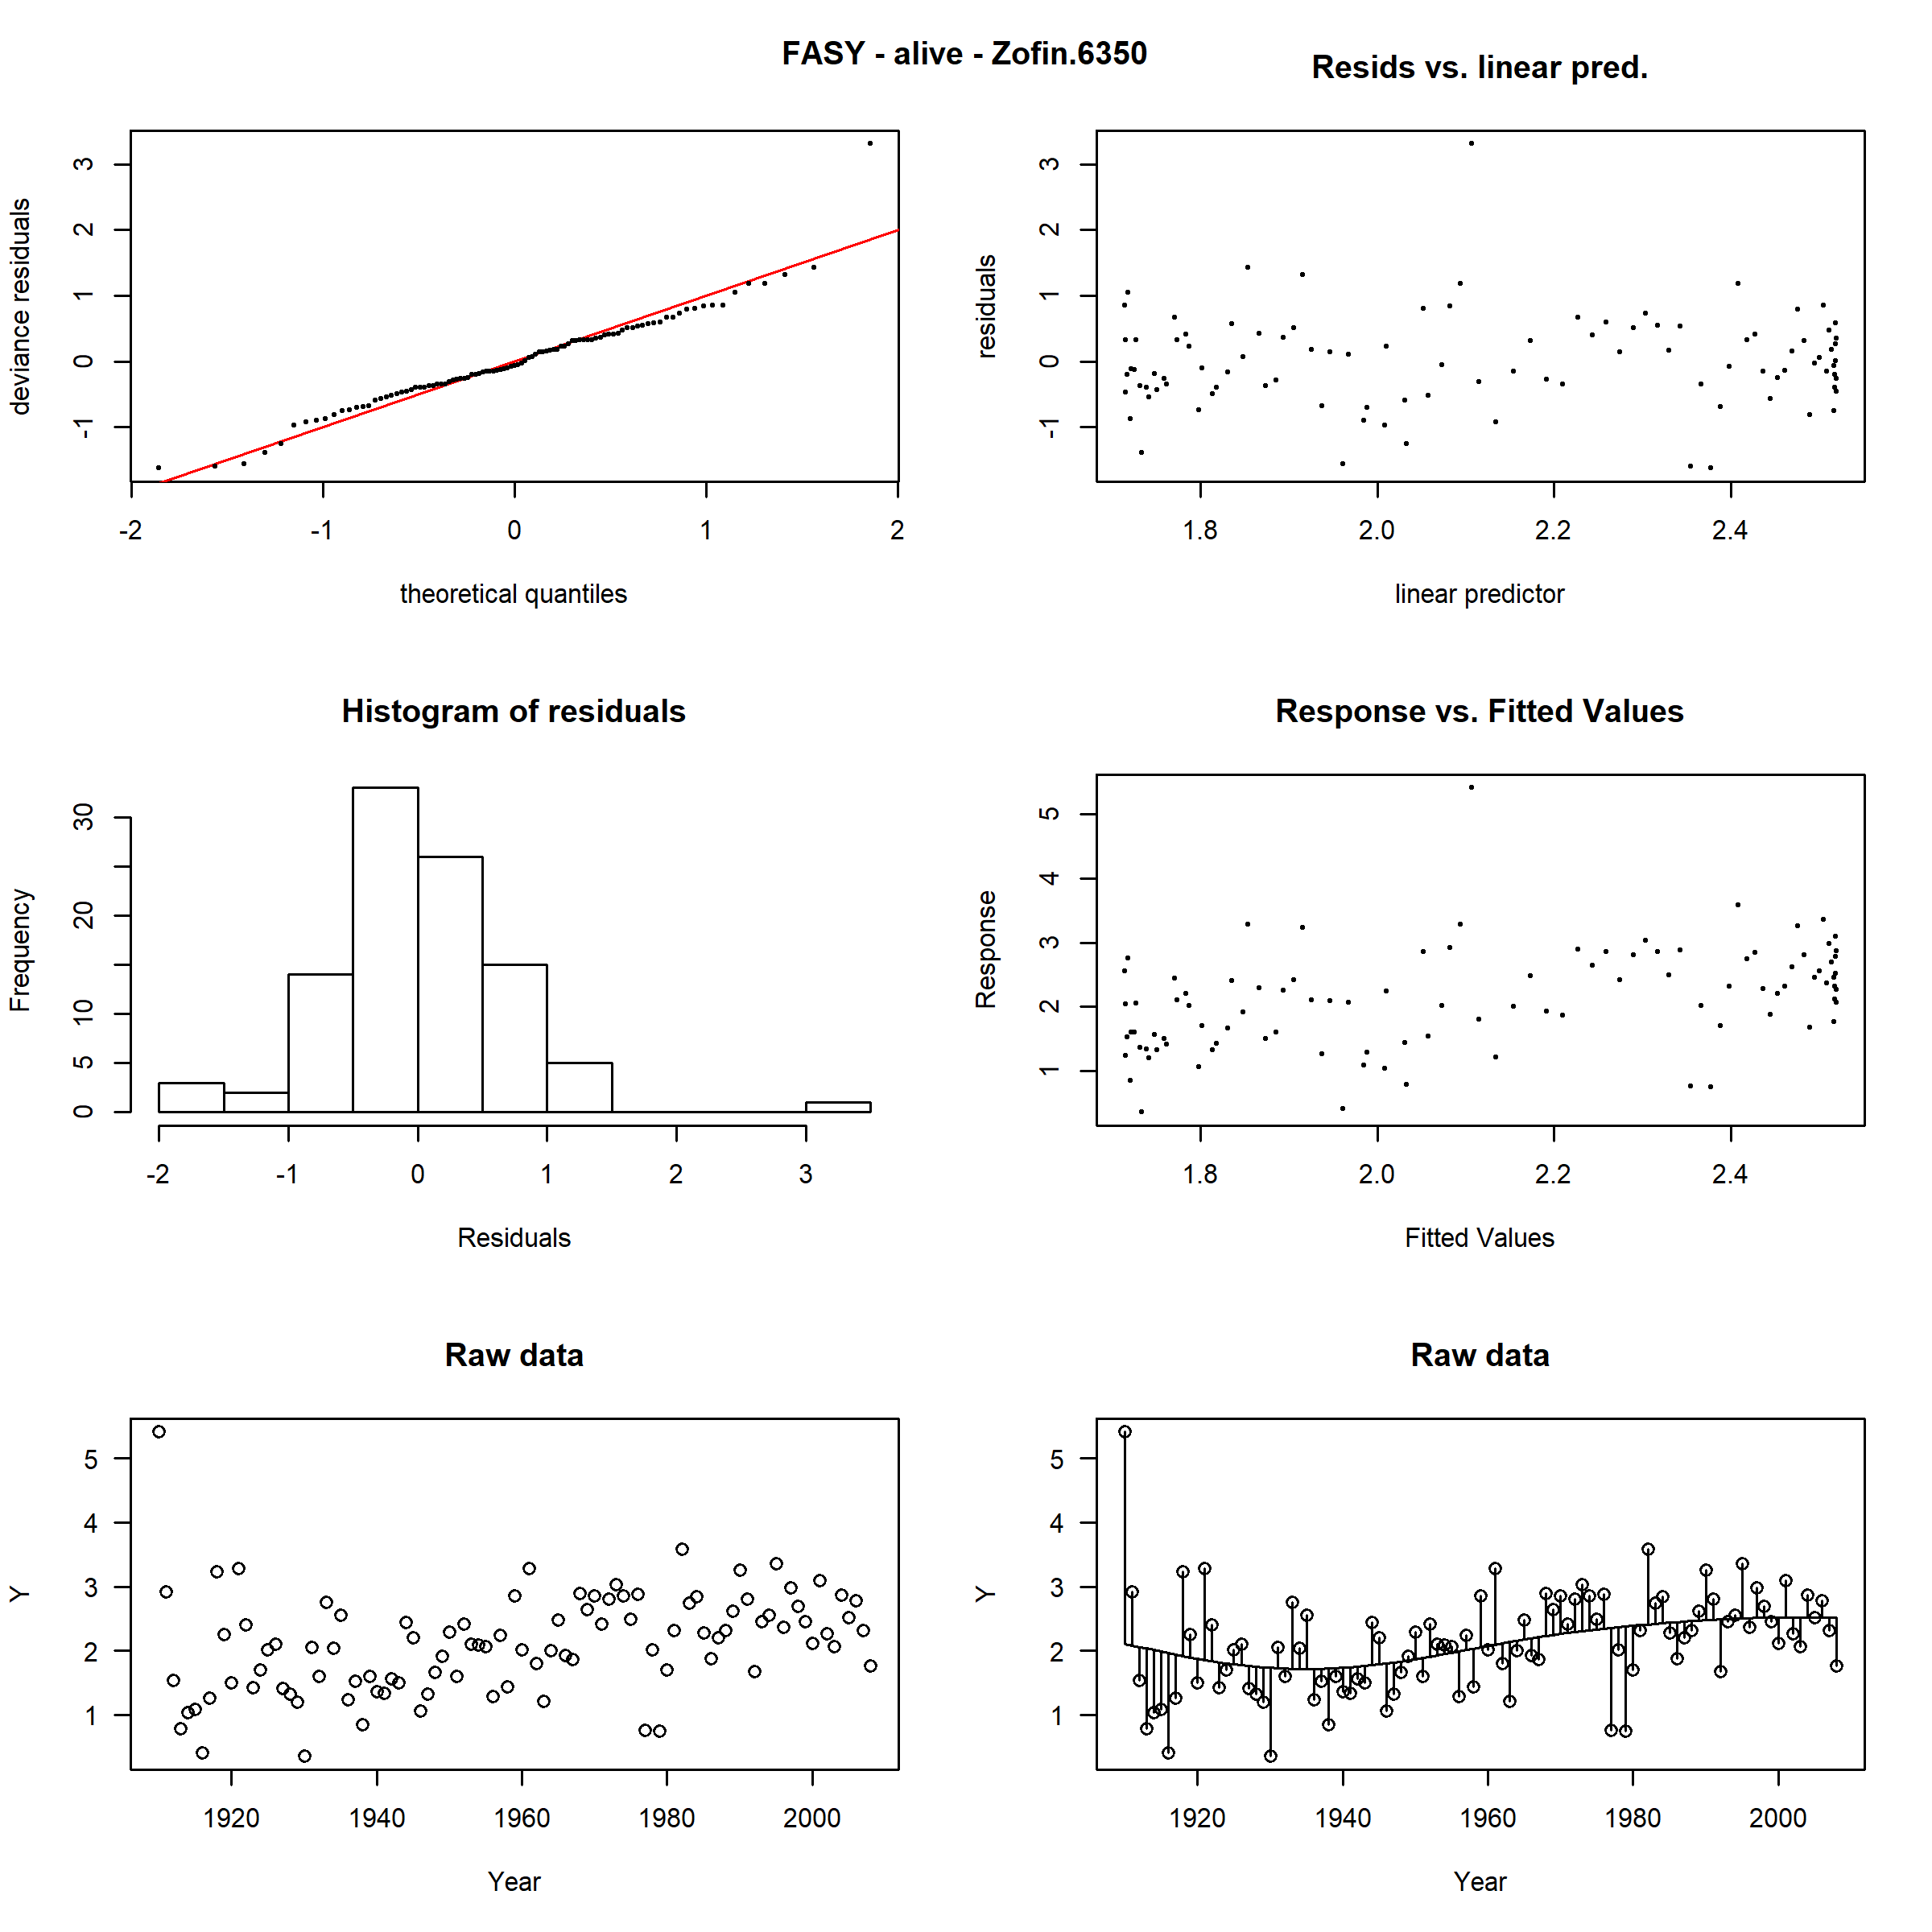 FASY - alive - Zofin.6350
Resids vs. linear pred.
deviance residuals
3
2
1
0
-1
-2 -1 0 1 2
theoretical quantiles
residuals
3
2
1
0
-1
1.8 2.0 2.2 2.4
linear predictor
Histogram of residuals
Frequency
30
20
10
5
0
-2 -1 0 1 2 3
Residuals
Response vs. Fitted Values
Response
5
4
3
2
1
1.8 2.0 2.2 2.4
Fitted Values
Raw data
Y
5
4
3
2
1
1920 1940 1960 1980 2000
Year
Raw data
Y
5
4
3
2
1
1920 1940 1960 1980 2000
Year